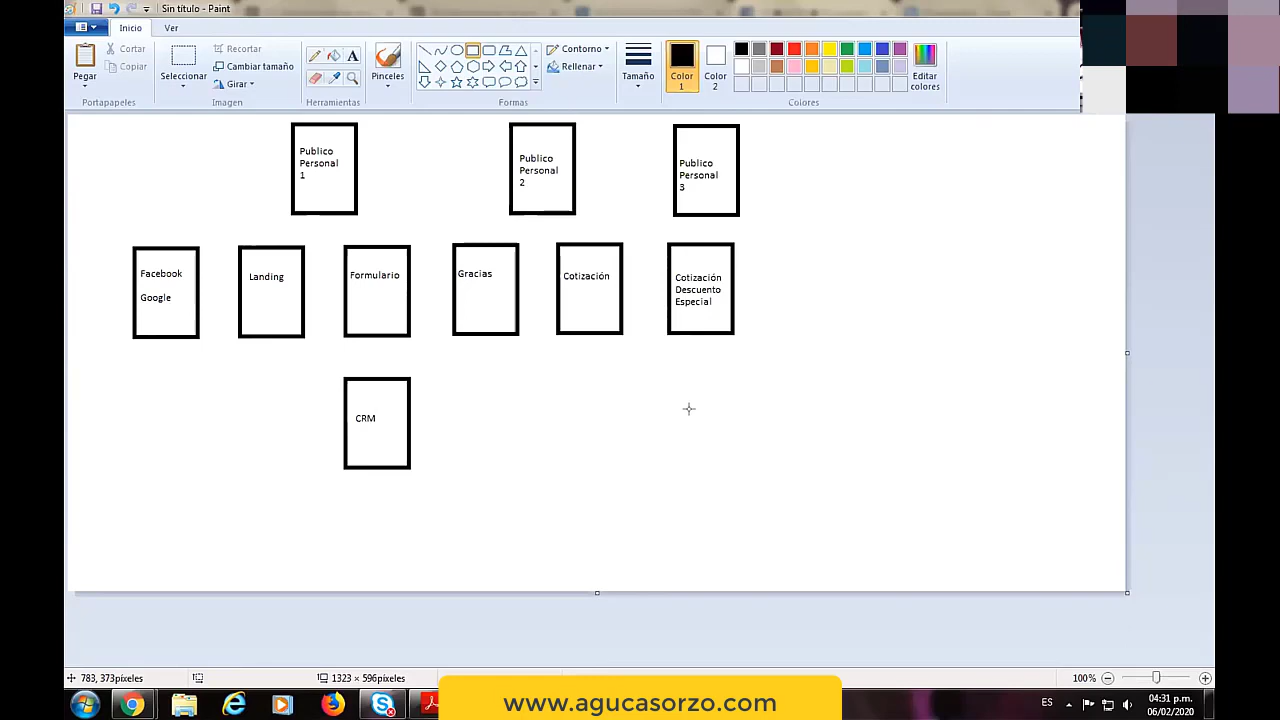 Sin título - Paint
Inicio
Ver
Pegar
Cortar
Copiar
Portapapeles
Seleccionar
Recortar
Cambiar tamaño
Girar
Imagen
A
Herramientas
Pinceles
Contorno
Rellenar
Formas
Tamaño
Color
1
Color
2
Editar
colores
Colores
Publico
Personal
1
Publico
Personal
2
Publico
Personal
3
Facebook
Google
Landing
Formulario
Gracias
Cotización
Cotización
Descuento
Especial
CRM
783, 373píxeles
1323 × 596píxeles
100%
www.agucasorzo.com
ES
04:31 p.m.
06/02/2020